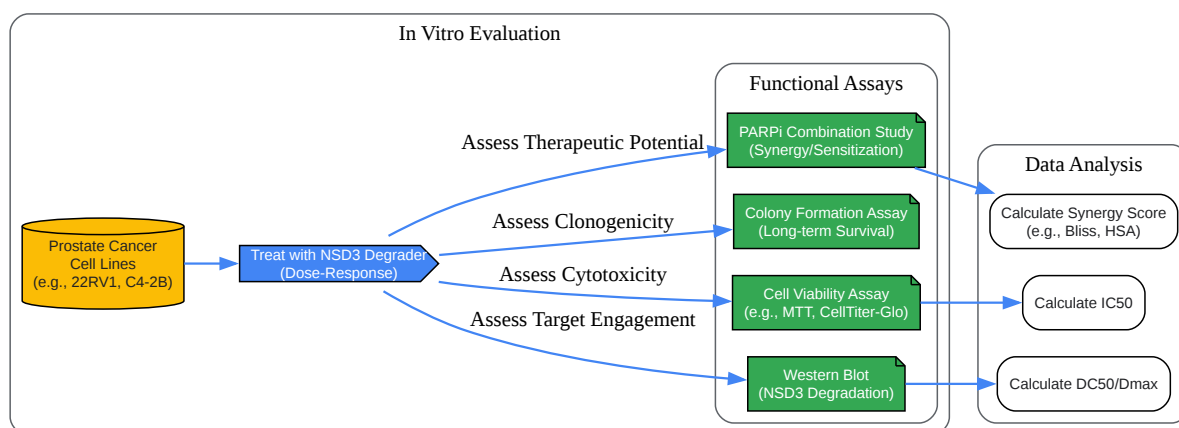 In Vitro Evaluation
Functional Assays
Assess Therapeutic Potential
PARPi Combination Study
(Synergy/Sensitization)
Data Analysis
Calculate Synergy Score
(e.g., Bliss, HSA)
Assess Clonogenicity
Colony Formation Assay
(Long-term Survival)
Prostate Cancer
Cell Lines
(e.g., 22RV1, C4-2B)
Treat with NSD3 Degrader
(Dose-Response)
Assess Cytotoxicity
Cell Viability Assay
(e.g., MTT, CellTiter-Glo)
Calculate IC50
Assess Target Engagement
Western Blot
(NSD3 Degradation)
Calculate DC50/Dmax